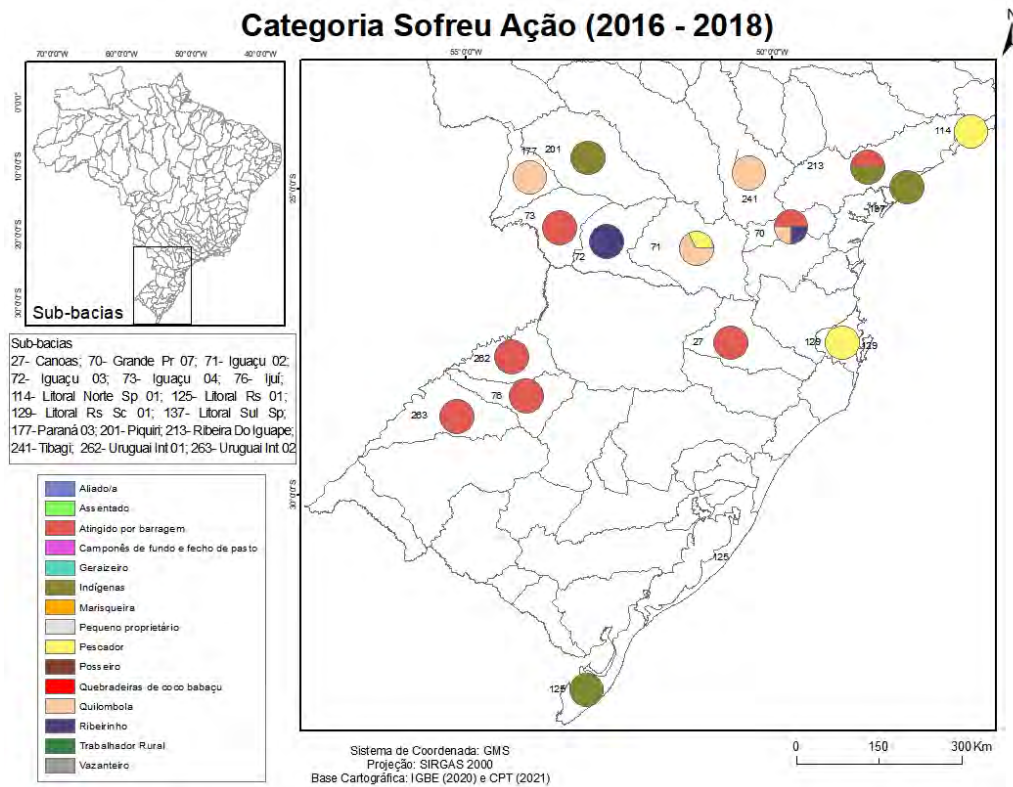 Categoria Sofreu Ação (2016 - 2018)
N
70°0'0"W 60°0'0"W 50°0'0"W
0°0'0"
10°0'0"S
20°0'0"S
30°0'0"S
Sub-bacias
55°0'0"W 50°0'0"W
25°0'0"S
30°0'0"S
114
177
201
213
241
137
73
72
71
70
27
129
129
262
76
263
125
125
Sub-bacias
27- Canoas; 70- Grande Pr 07; 71- Iguaçu 02;
72- Iguaçu 03; 73- Iguaçu 04; 76- Ijuí;
114- Litoral Norte Sp 01; 125- Litoral Rs 01;
129- Litoral Rs Sc 01; 137- Litoral Sul Sp;
177- Paraná 03; 201- Piquiri; 213- Ribeira Do Iguape;
241- Tibagi; 262- Uruguai Int 01; 263- Uruguai Int 02
Aliado/a
Assentado
Atingido por barragem
Camponês de fundo e fecho de pasto
Geraizeiro
Indígenas
Marisqueira
Pequeno proprietário
Pescador
Posseiro
Quebradeiras de coco babaçu
Quilombola
Ribeirinho
Trabalhador Rural
Vazanteiro
Sistema de Coordenada: GMS
Projeção: SIRGAS 2000
Base Cartográfica: IGBE (2020) e CPT (2021)
0 150 300 Km